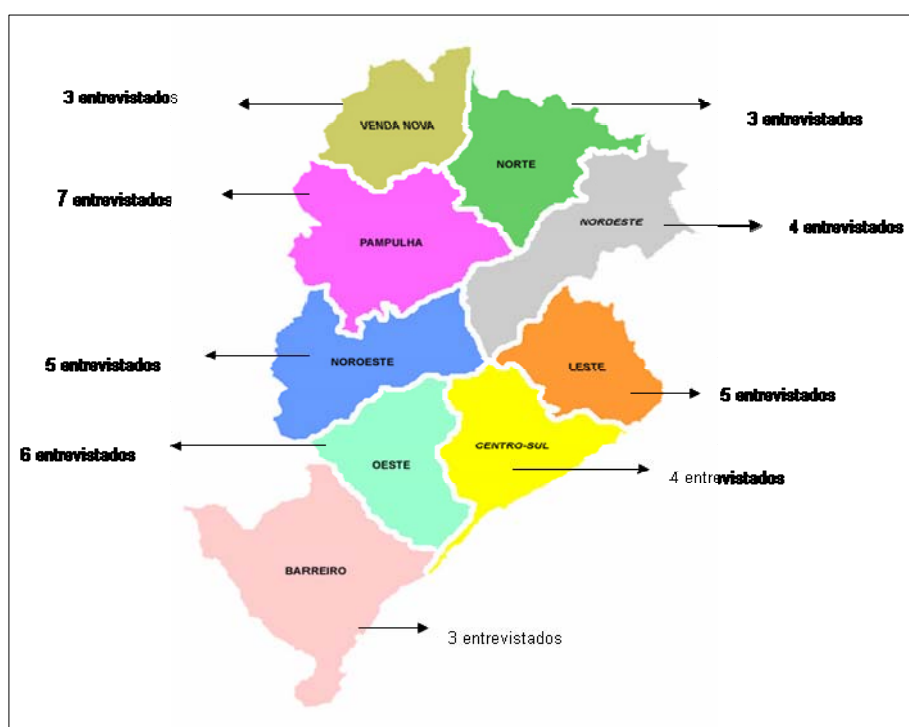 3 entrevistados
VENDA NOVA
3 entrevistados
NORTE
7 entrevistados
NORDESTE
4 entrevistados
PAMPULHA
5 entrevistados
NOROESTE
LESTE
5 entrevistados
6 entrevistados
OESTE
CENTRO-SUL
4 entrevistados
BARREIRO
3 entrevistados